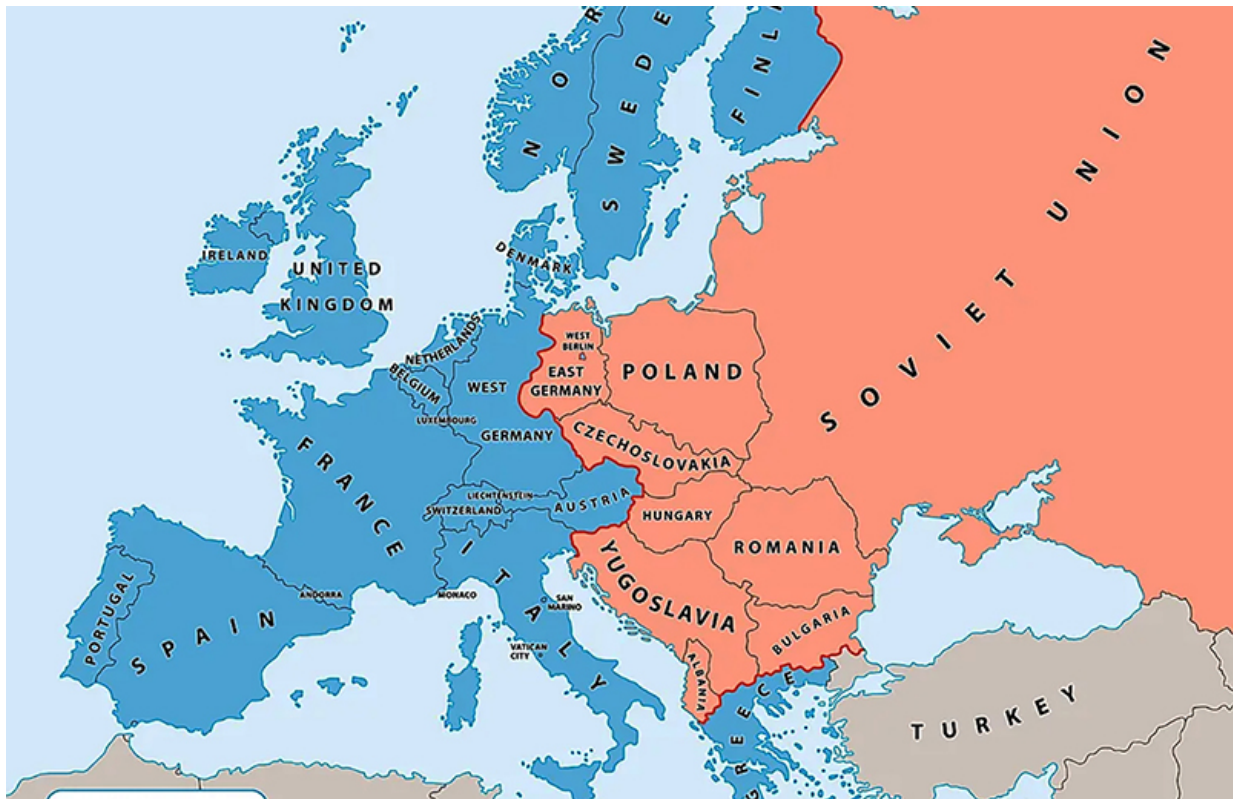 NOR
SWEDE
FINL
SOVIET UNION
IRELAND
UNITED
KINGDOM
DENMARK
NETHERLANDS
BELGIUM
LUXEMBOURG
WEST
GERMANY
WEST
BERLIN
EAST
GERMANY
POLAND
CZECHOSLOVAKIA
FRANCE
LIECHTENSTEIN
SWITZERLAND
AUSTRIA
HUNGARY
ROMANIA
YUGOSLAVIA
BULGARIA
ALBANIA
PORTUGAL
SPAIN
ANDORRA
MONACO
ITALY
SAN
MARINO
VATICAN
CITY
GREECE
TURKEY